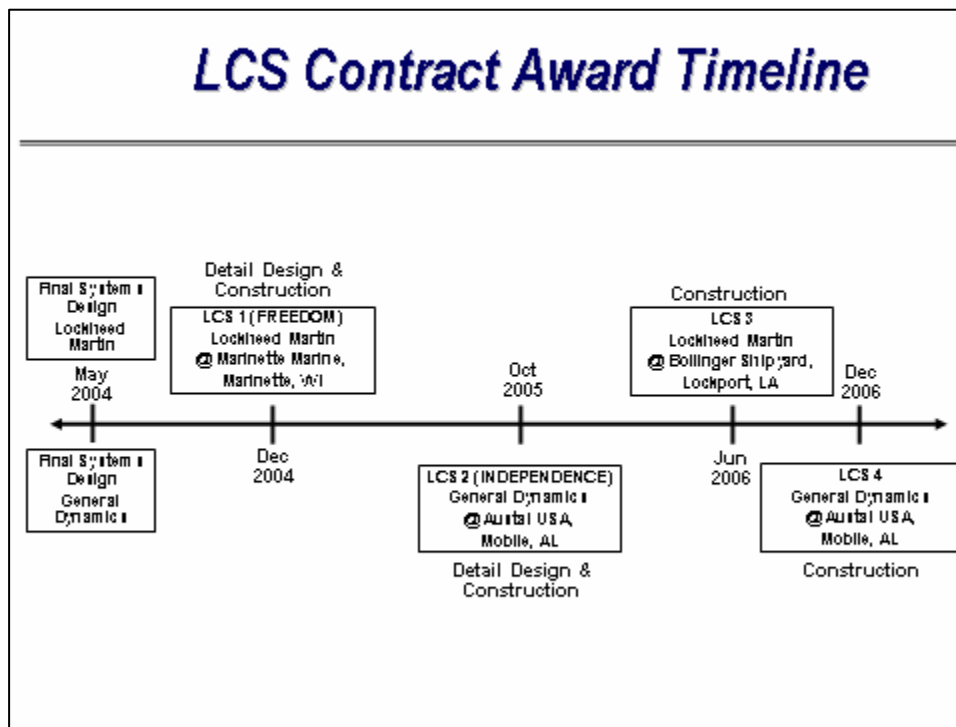 LCS Contract Award Timeline
Final Systems
Design
Lockheed
Martin
May
2004
Final Systems
Design
General
Dynamics
Detail Design &
Construction
LCS 1 (FREEDOM)
Lockheed Martin
@ Marinette Marine,
Marinette, WI
Dec
2004
Oct
2005
LCS 2 (INDEPENDENCE)
General Dynamics
@ Austal USA,
Mobile, AL
Detail Design &
Construction
Construction
LCS 3
Lockheed Martin
@ Bollinger Shipyard,
Lockport, LA
Jun
2006
Dec
2006
LCS 4
General Dynamics
@ Austal USA,
Mobile, AL
Construction